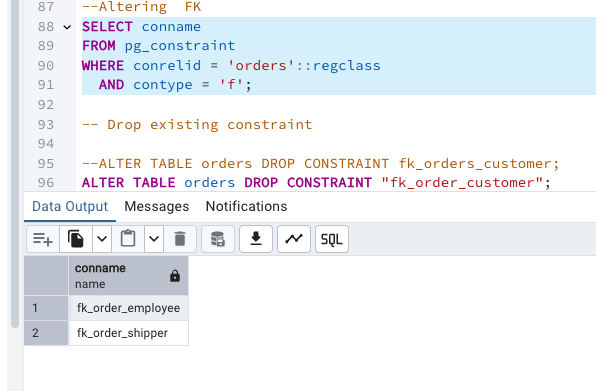 87 --Altering  FK
88 SELECT conname
89 FROM pg_constraint
90 WHERE conrelid = 'orders'::regclass
91   AND contype = 'f';
92
93 -- Drop existing constraint
94
95 --ALTER TABLE orders DROP CONSTRAINT fk_orders_customer;
96 ALTER TABLE orders DROP CONSTRAINT "fk_order_customer";
Data Output Messages Notifications
SQL
conname
name
1 fk_order_employee
2 fk_order_shipper